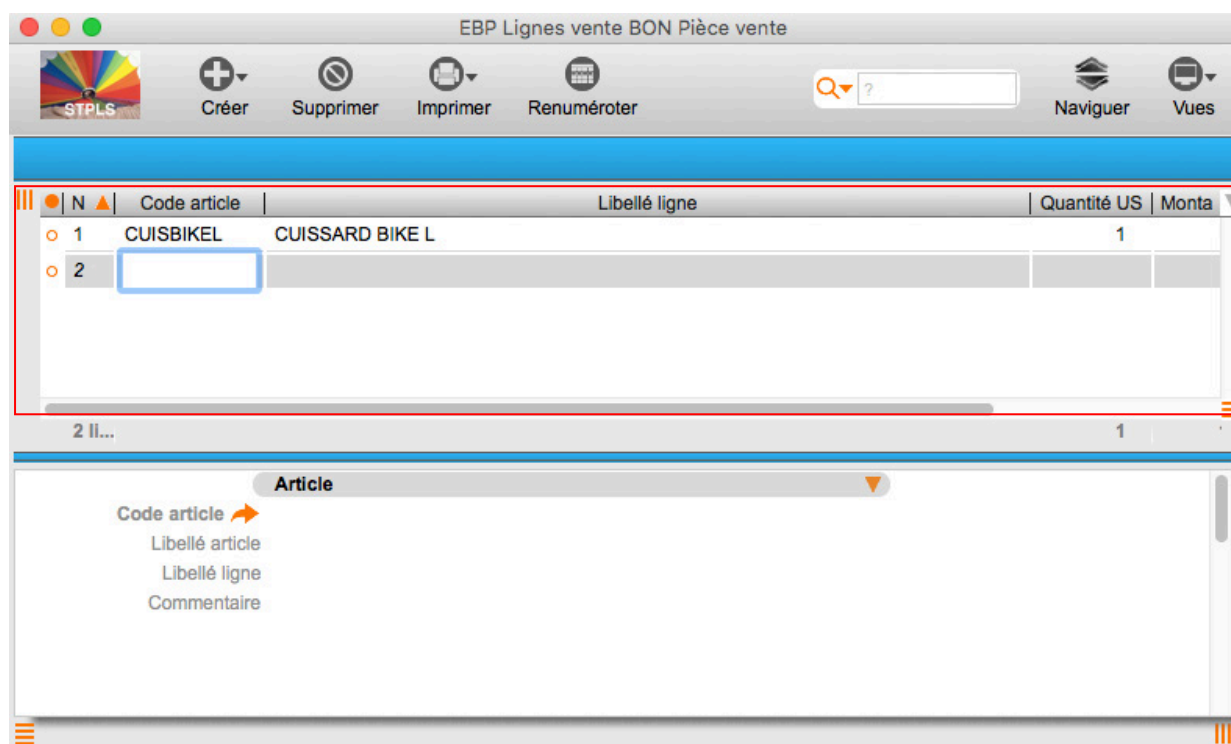 EBP Lignes vente BON Pièce vente
STPLS
Créer Supprimer Imprimer Renuméroter ? Naviguer Vues
N Code article Libellé ligne Quantité US Monta
1 CUISBIKEL CUISSARD BIKE L 1
2
2 li... 1
Article
Code article
Libellé article
Libellé ligne
Commentaire